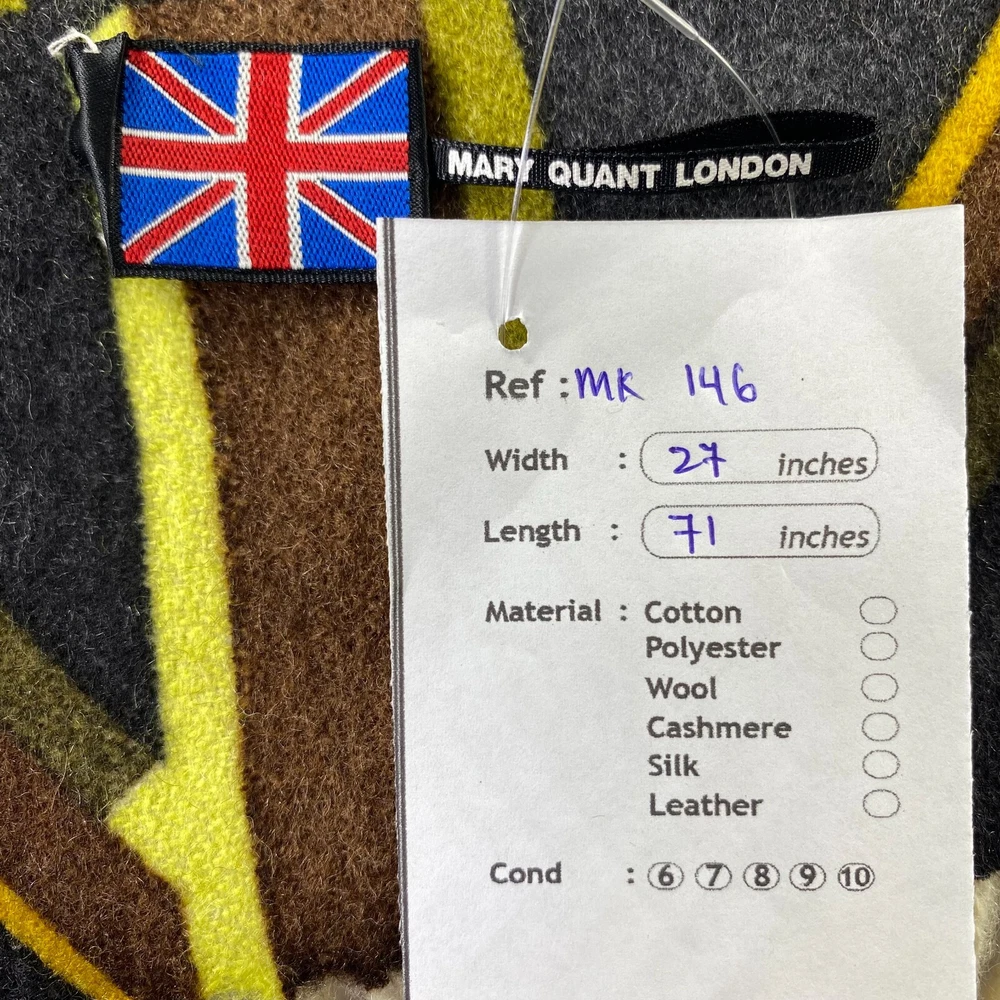 MARY QUANT LONDON
Ref : MK 146
Width : 27 inches
Length : 71 inches
Material : Cotton
Polyester
Wool
Cashmere
Silk
Leather
Cond : 6 7 8 9 10